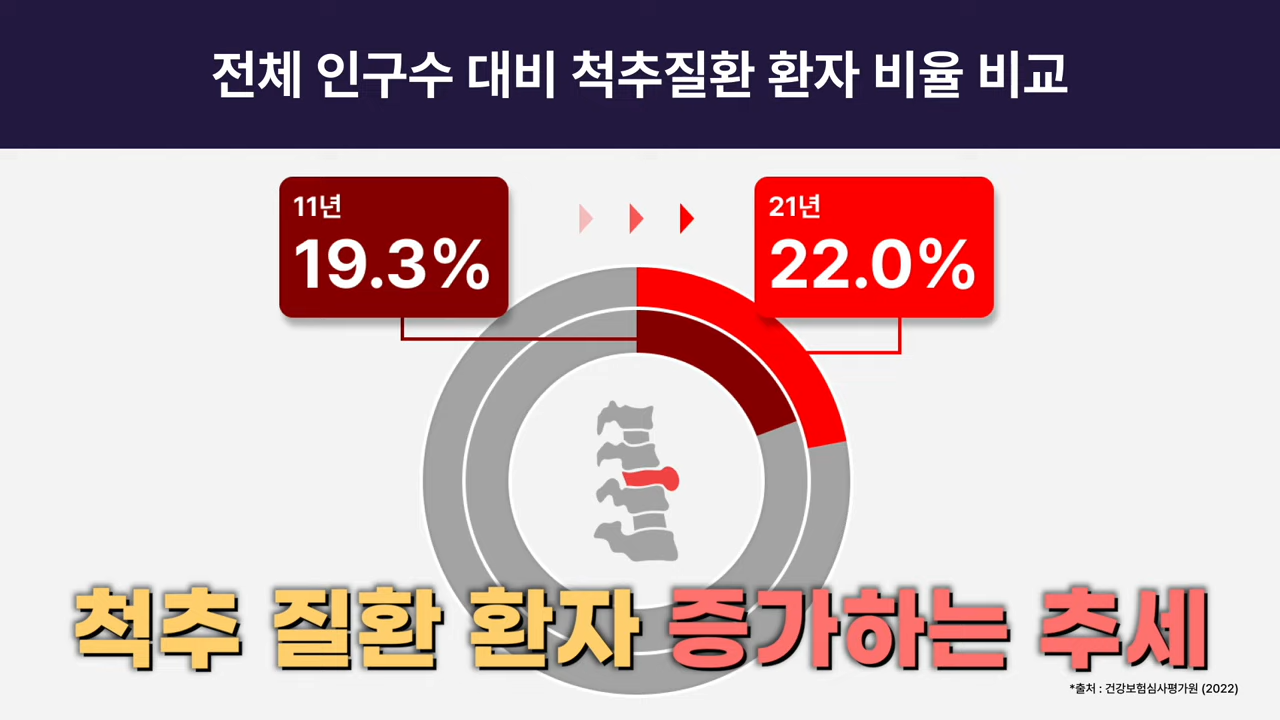 전체 인구수 대비 척추질환 환자 비율 비교
11년
19.3%
21년
22.0%
척추 질환 환자 증가하는 추세
*출처 : 건강보험심사평가원 (2022)